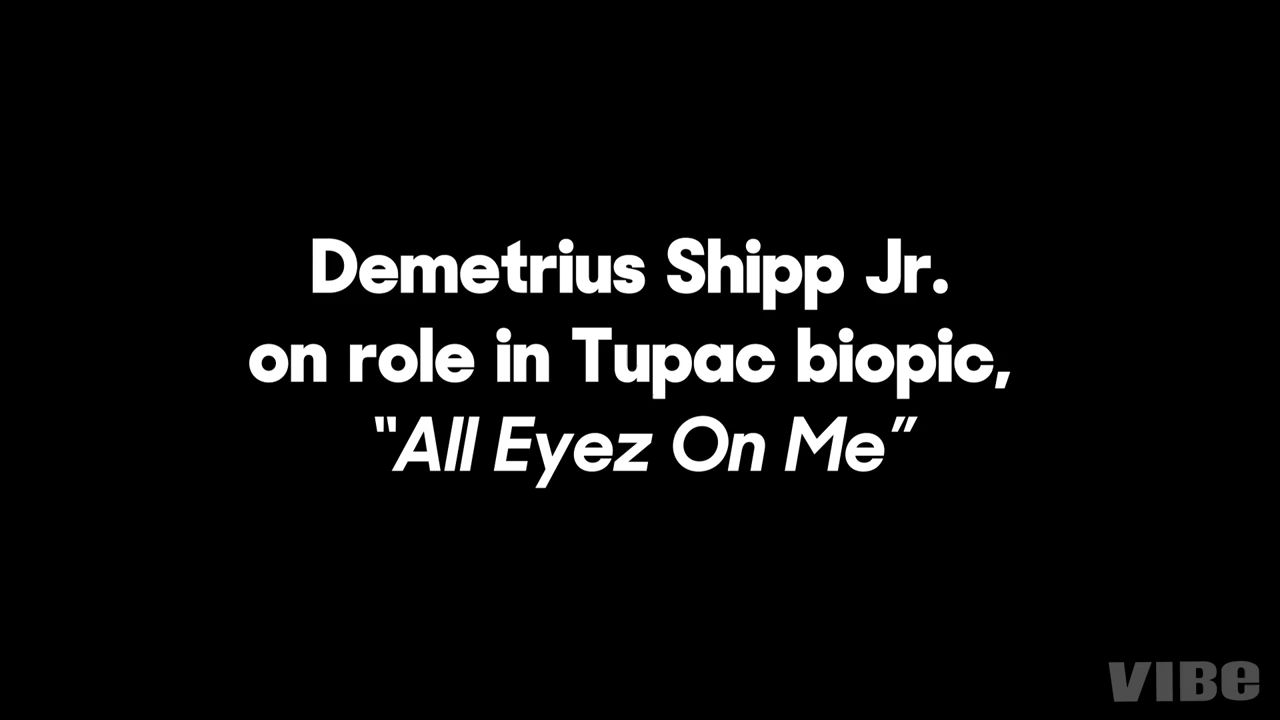 Demetrius Shipp Jr.
on role in Tupac biopic,
“All Eyez On Me”
VIBE